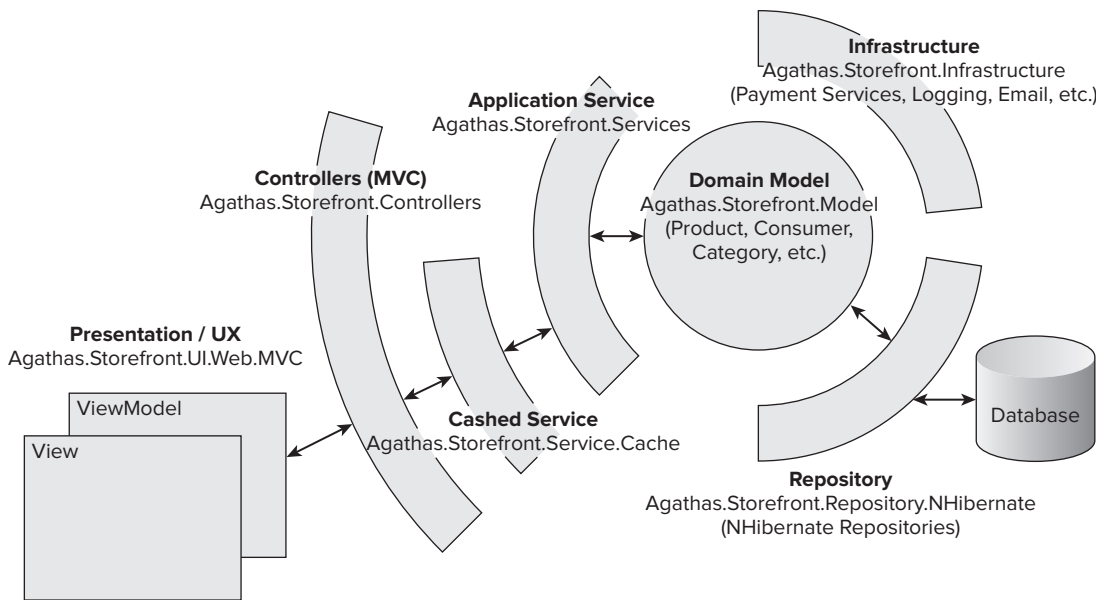 Infrastructure
Agathas.Storefront.Infrastructure
(Payment Services, Logging, Email, etc.)
Application Service
Agathas.Storefront.Services
Controllers (MVC)
Agathas.Storefront.Controllers
Domain Model
Agathas.Storefront.Model
(Product, Consumer,
Category, etc.)
Presentation / UX
Agathas.Storefront.UI.Web.MVC
ViewModel
View
Cashed Service
Agathas.Storefront.Service.Cache
Database
Repository
Agathas.Storefront.Repository.NHibernate
(NHibernate Repositories)